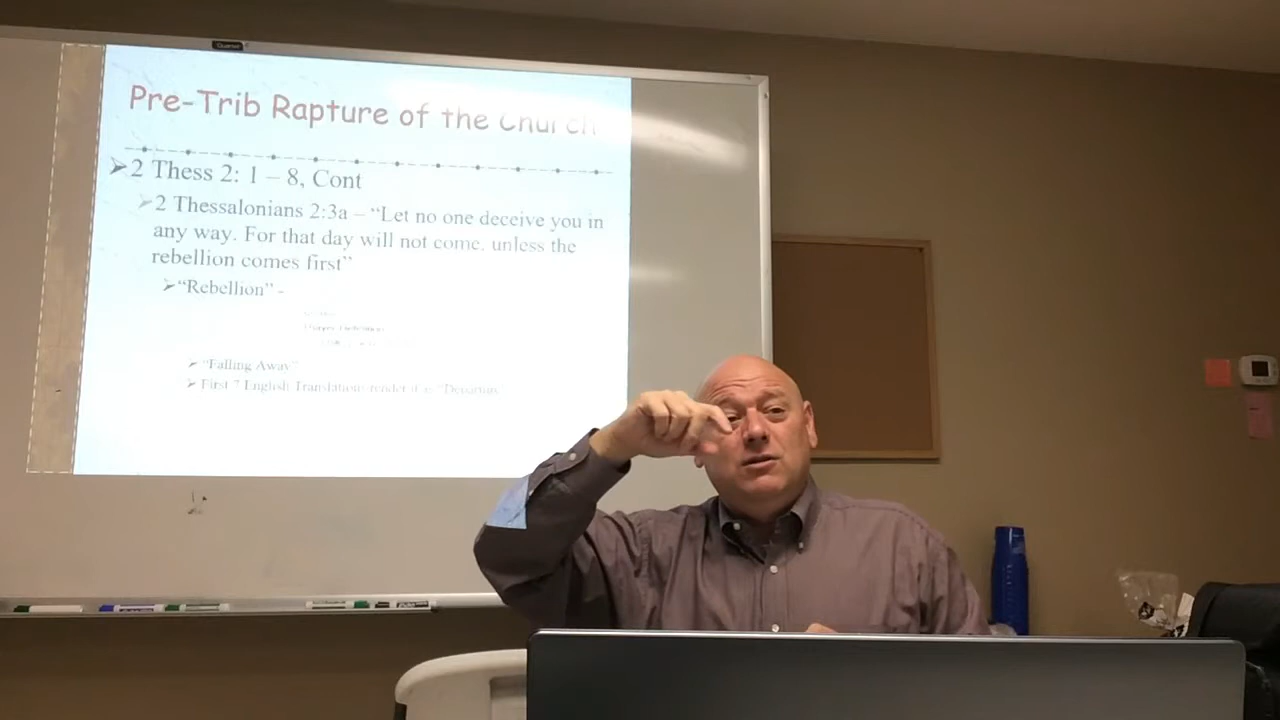 Quartet
Pre-Trib Rapture of the Church
➤2 Thess 2: 1 – 8, Cont
➤2 Thessalonians 2:3a – “Let no one deceive you in
any way. For that day will not come, unless the
rebellion comes first”
➤“Rebellion” -
➤ “Falling Away”
➤ First 7 English Translations render it as “Departure